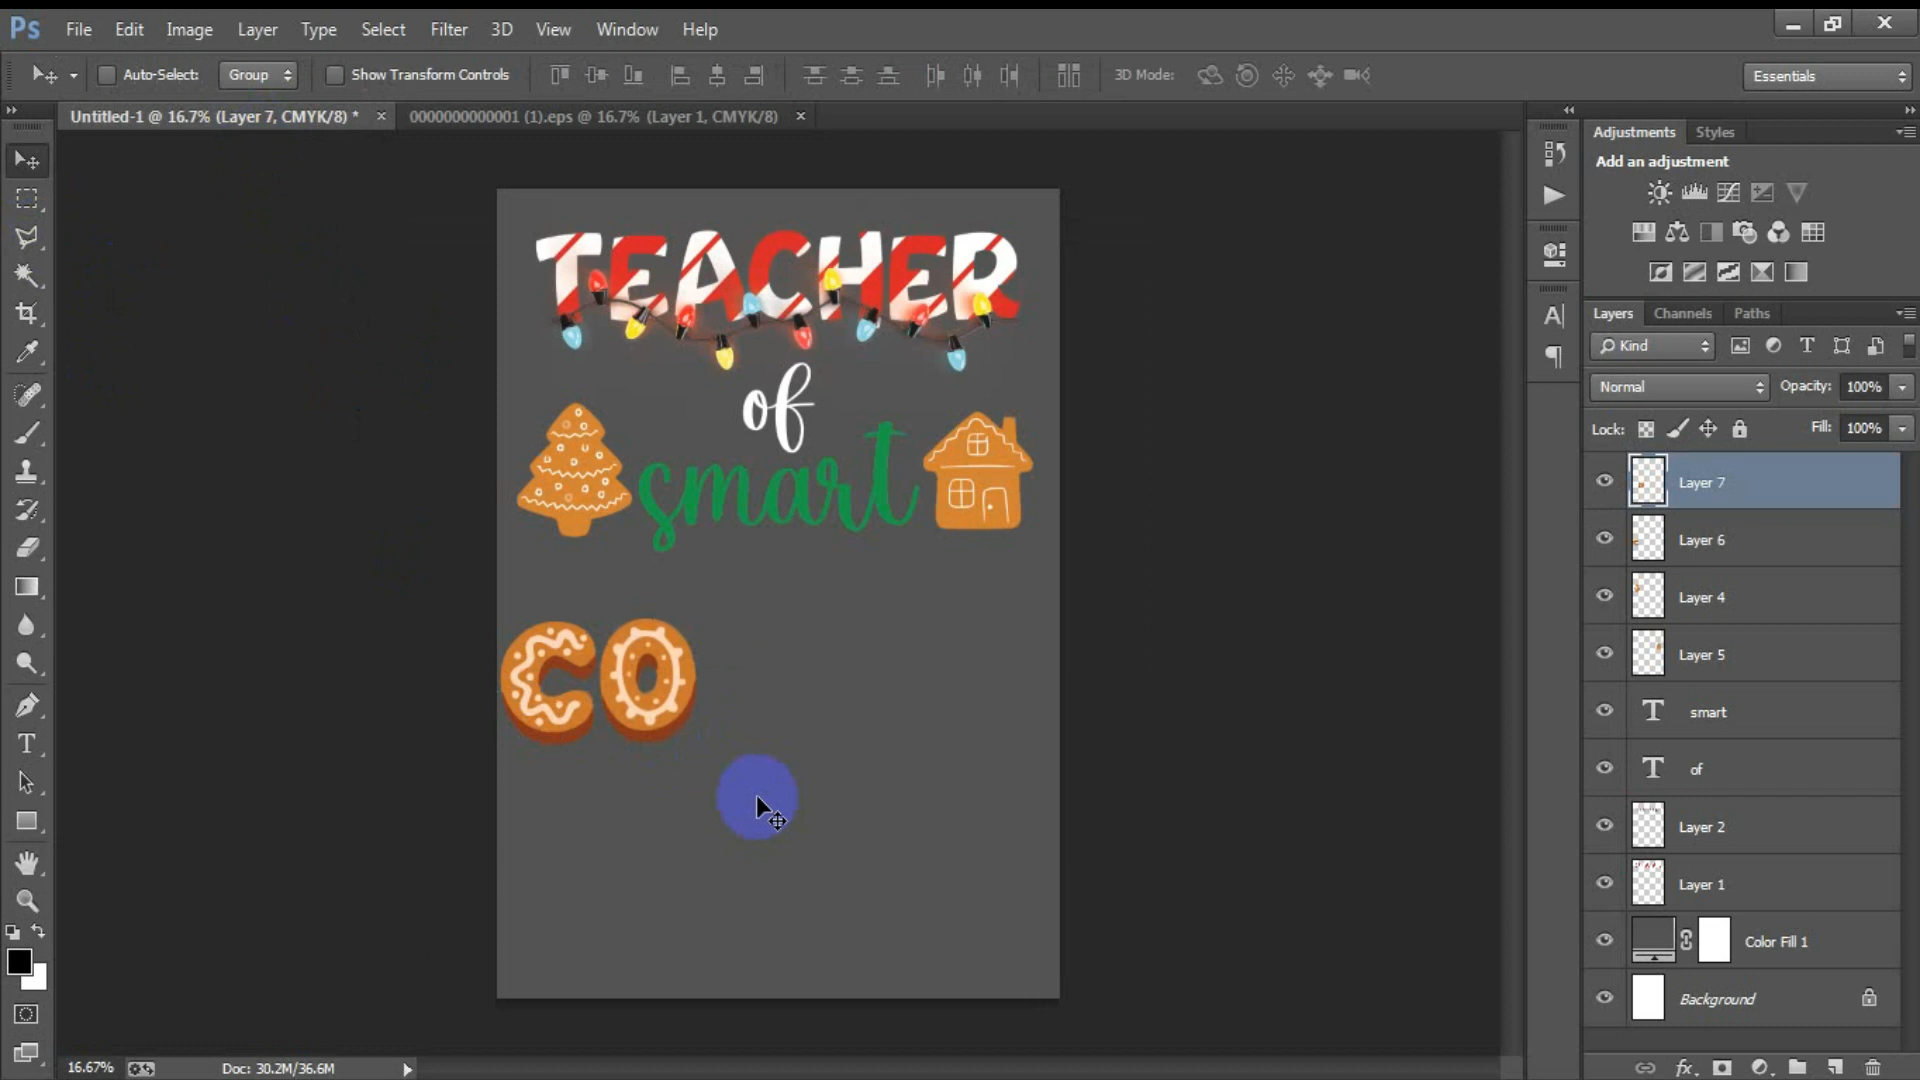 Ps File Edit Image Layer Type Select Filter 3D View Window Help
Auto-Select: Group Show Transform Controls 3D Mode: Essentials
Untitled-1 @ 16.7% (Layer 7, CMYK/8) * 0000000000001 (1).eps @ 16.7% (Layer 1, CMYK/8)
Adjustments Styles
Add an adjustment
TEACHER
of
smart
CO
Layers Channels Paths
Kind
Normal Opacity: 100%
Lock: Fill: 100%
Layer 7
Layer 6
Layer 4
Layer 5
smart
of
Layer 2
Layer 1
Color Fill 1
Background
16.67% Doc: 30.2M/36.6M